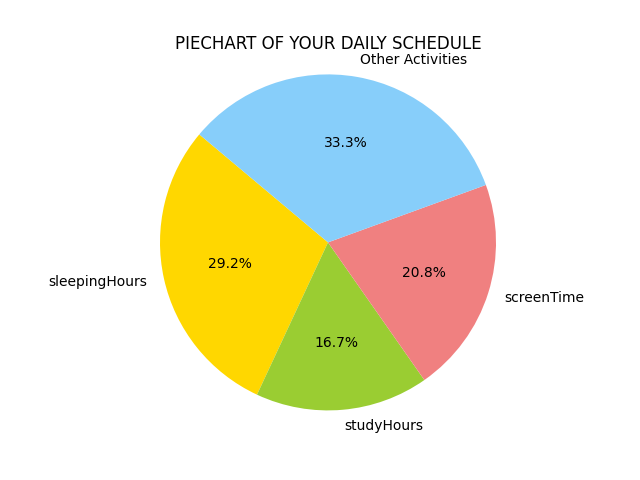 PIECHART OF YOUR DAILY SCHEDULE
Other Activities
33.3%
29.2%
20.8%
sleepingHours
screenTime
16.7%
studyHours